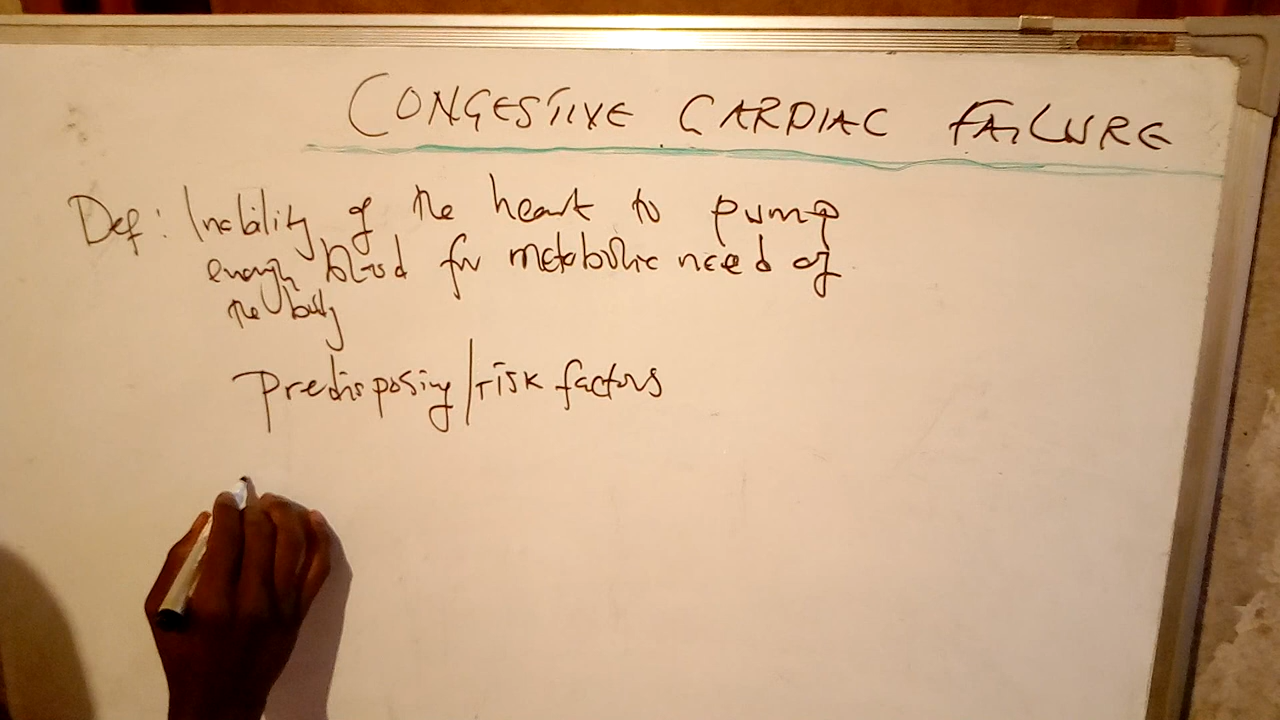 CONGESTIVE CARDIAC FAILURE
Def: Inability of the heart to pump
enough blood for metabolic need of
the body
Predisposing/risk factors